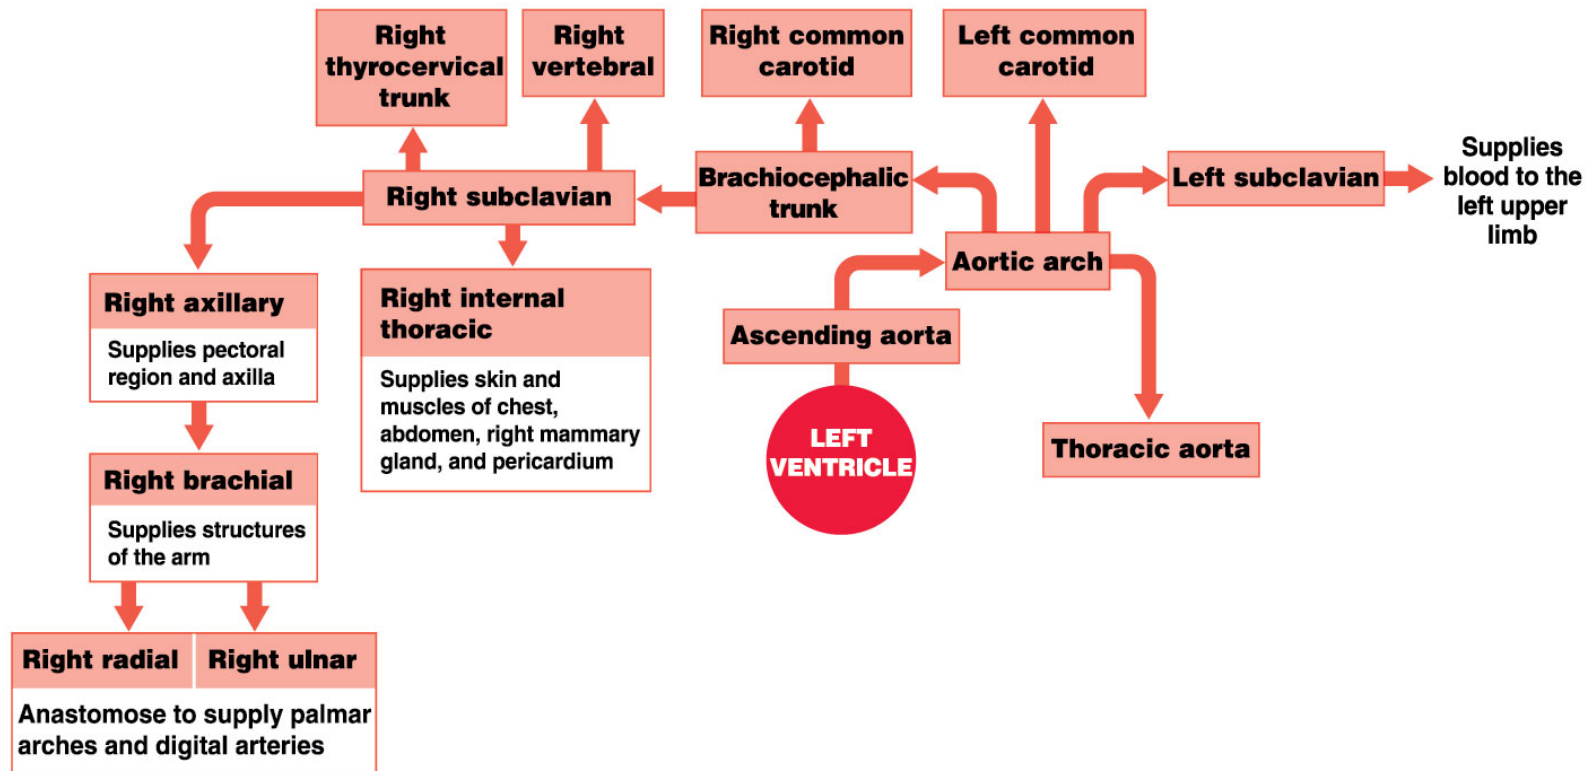 Right
thyrocervical
trunk
Right
vertebral
Right common
carotid
Left common
carotid
Supplies
blood to the
left upper
limb
Right subclavian
Brachiocephalic
trunk
Left subclavian
Aortic arch
Right axillary
Supplies pectoral
region and axilla
Right internal
thoracic
Supplies skin and
muscles of chest,
abdomen, right mammary
gland, and pericardium
Ascending aorta
LEFT
VENTRICLE
Thoracic aorta
Right brachial
Supplies structures
of the arm
Right radial
Right ulnar
Anastomose to supply palmar
arches and digital arteries